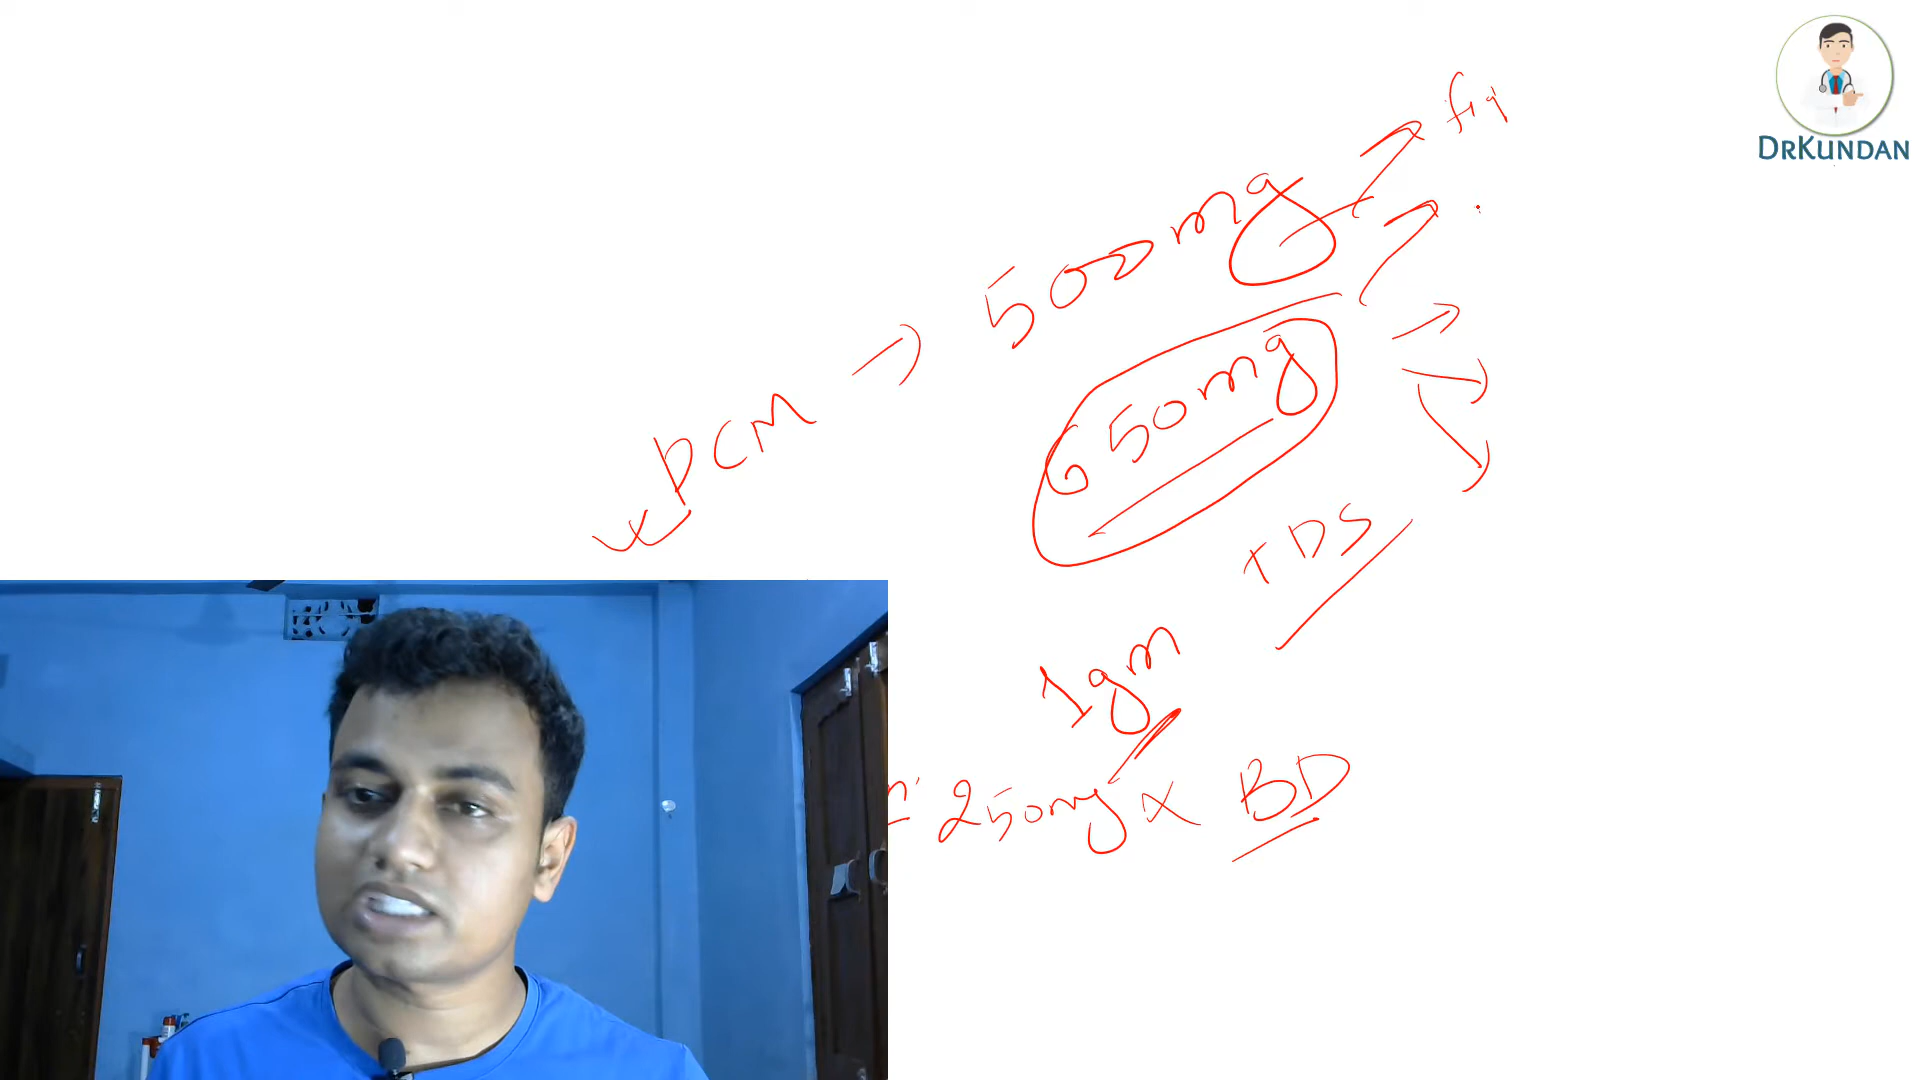 DRKUNDAN
PCM → 500mg
650mg
TDS
1gm
250mg x BD